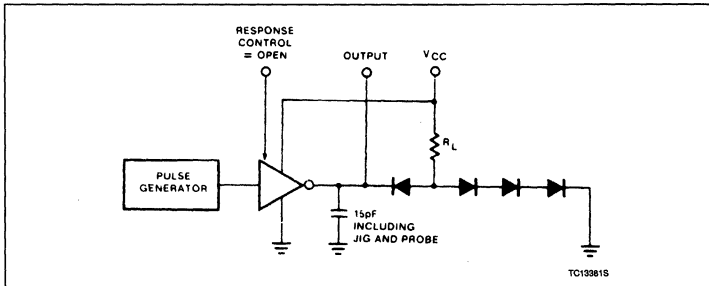 RESPONSE
CONTROL
= OPEN
OUTPUT
VCC
RL
PULSE
GENERATOR
15pF
INCLUDING
JIG AND PROBE
TC13381S